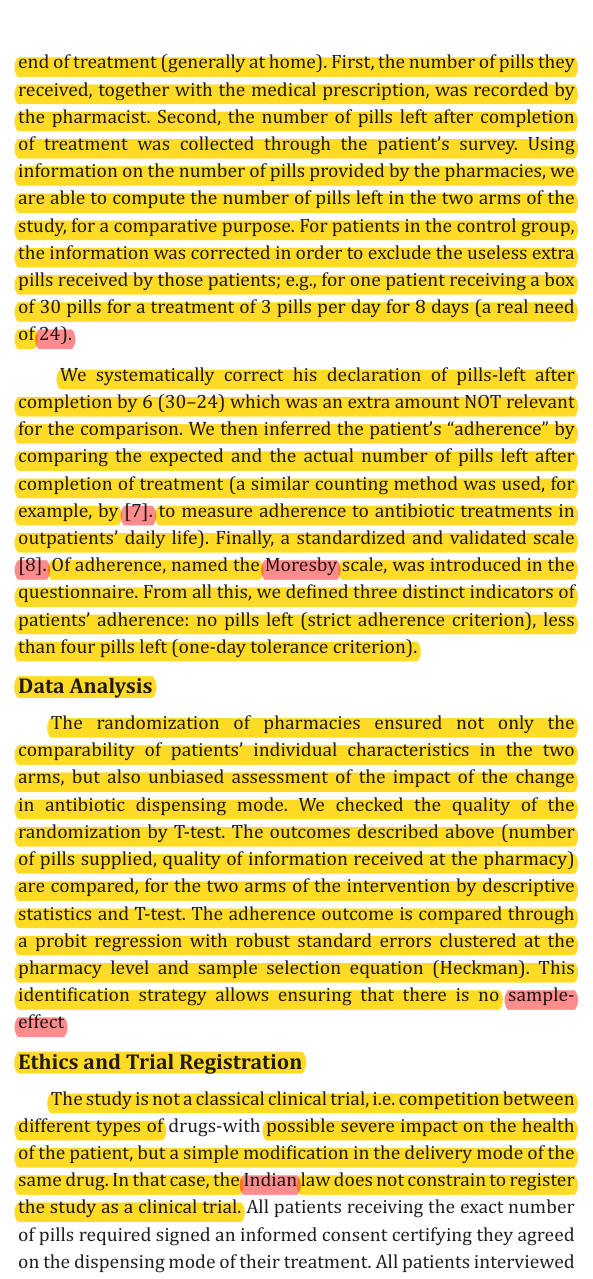 end of treatment (generally at home). First, the number of pills they
received, together with the medical prescription, was recorded by
the pharmacist. Second, the number of pills left after completion
of treatment was collected through the patient’s survey. Using
information on the number of pills provided by the pharmacies, we
are able to compute the number of pills left in the two arms of the
study, for a comparative purpose. For patients in the control group,
the information was corrected in order to exclude the useless extra
pills received by those patients; e.g., for one patient receiving a box
of 30 pills for a treatment of 3 pills per day for 8 days (a real need
of 24).
We systematically correct his declaration of pills-left after
completion by 6 (30–24) which was an extra amount NOT relevant
for the comparison. We then inferred the patient’s “adherence” by
comparing the expected and the actual number of pills left after
completion of treatment (a similar counting method was used, for
example, by [7]. to measure adherence to antibiotic treatments in
outpatients’ daily life). Finally, a standardized and validated scale
[8]. Of adherence, named the Moresby scale, was introduced in the
questionnaire. From all this, we defined three distinct indicators of
patients’ adherence: no pills left (strict adherence criterion), less
than four pills left (one-day tolerance criterion).
Data Analysis
The randomization of pharmacies ensured not only the
comparability of patients’ individual characteristics in the two
arms, but also unbiased assessment of the impact of the change
in antibiotic dispensing mode. We checked the quality of the
randomization by T-test. The outcomes described above (number
of pills supplied, quality of information received at the pharmacy)
are compared, for the two arms of the intervention by descriptive
statistics and T-test. The adherence outcome is compared through
a probit regression with robust standard errors clustered at the
pharmacy level and sample selection equation (Heckman). This
identification strategy allows ensuring that there is no sample-
effect
Ethics and Trial Registration
The study is not a classical clinical trial, i.e. competition between
different types of drugs-with possible severe impact on the health
of the patient, but a simple modification in the delivery mode of the
same drug. In that case, the Indian law does not constrain to register
the study as a clinical trial. All patients receiving the exact number
of pills required signed an informed consent certifying they agreed
on the dispensing mode of their treatment. All patients interviewed